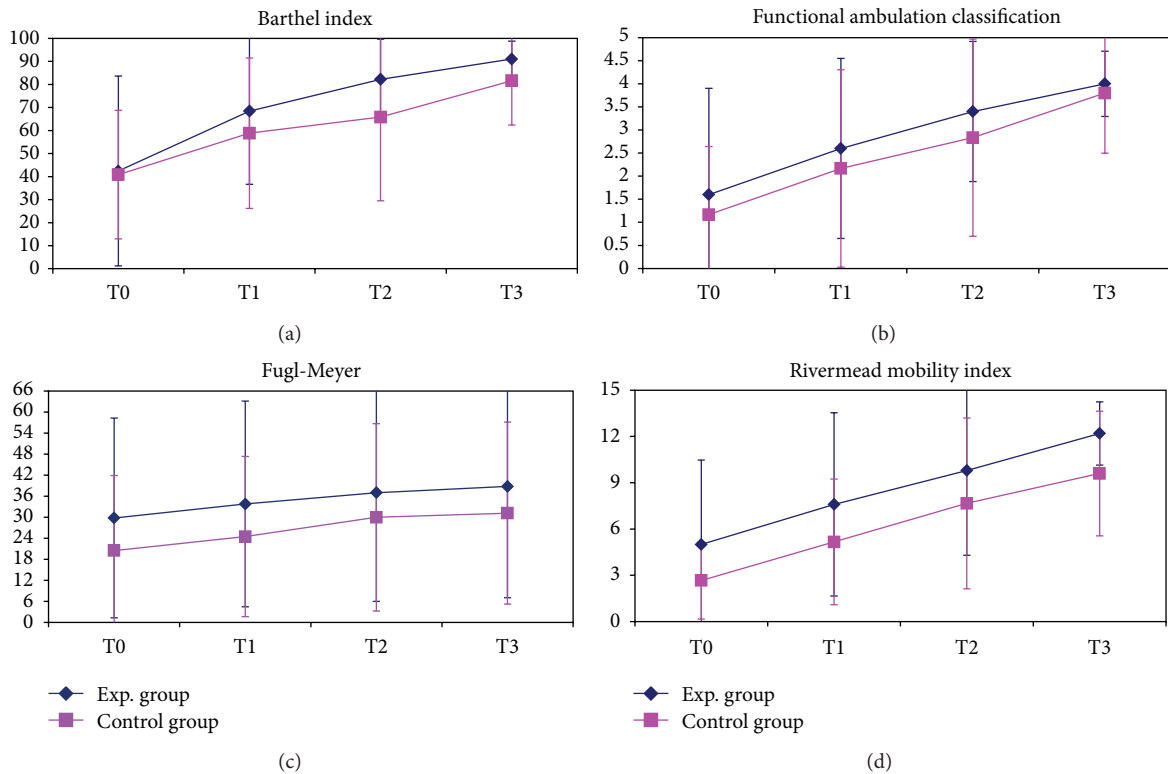 Barthel index
100
90
80
70
60
50
40
30
20
10
0
T0 T1 T2 T3
(a)
Functional ambulation classification
5
4.5
4
3.5
3
2.5
2
1.5
1
0.5
0
T0 T1 T2 T3
(b)
Fugl-Meyer
66
60
54
48
42
36
30
24
18
12
6
0
T0 T1 T2 T3
Exp. group
Control group
(c)
Rivermead mobility index
15
12
9
6
3
0
T0 T1 T2 T3
Exp. group
Control group
(d)